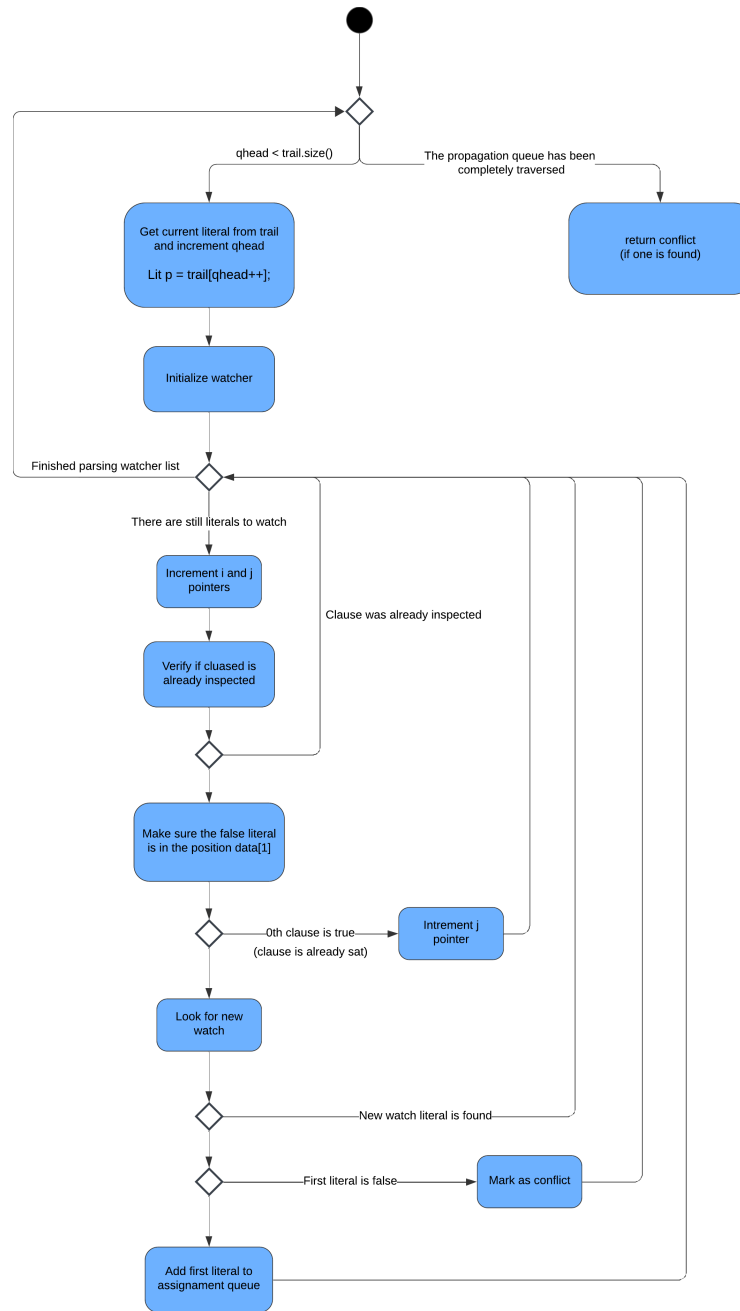 qhead < trail.size()
The propagation queue has been
completely traversed
Get current literal from trail
and increment qhead
Lit p = trail[qhead++];
return conflict
(if one is found)
Initialize watcher
Finished parsing watcher list
There are still literals to watch
Increment i and j
pointers
Clause was already inspected
Verify if cluased is
already inspected
Make sure the false literal
is in the position data[1]
0th clause is true
(clause is already sat)
Intrement j
pointer
Look for new
watch
New watch literal is found
First literal is false
Mark as conflict
Add first literal to
assignament queue